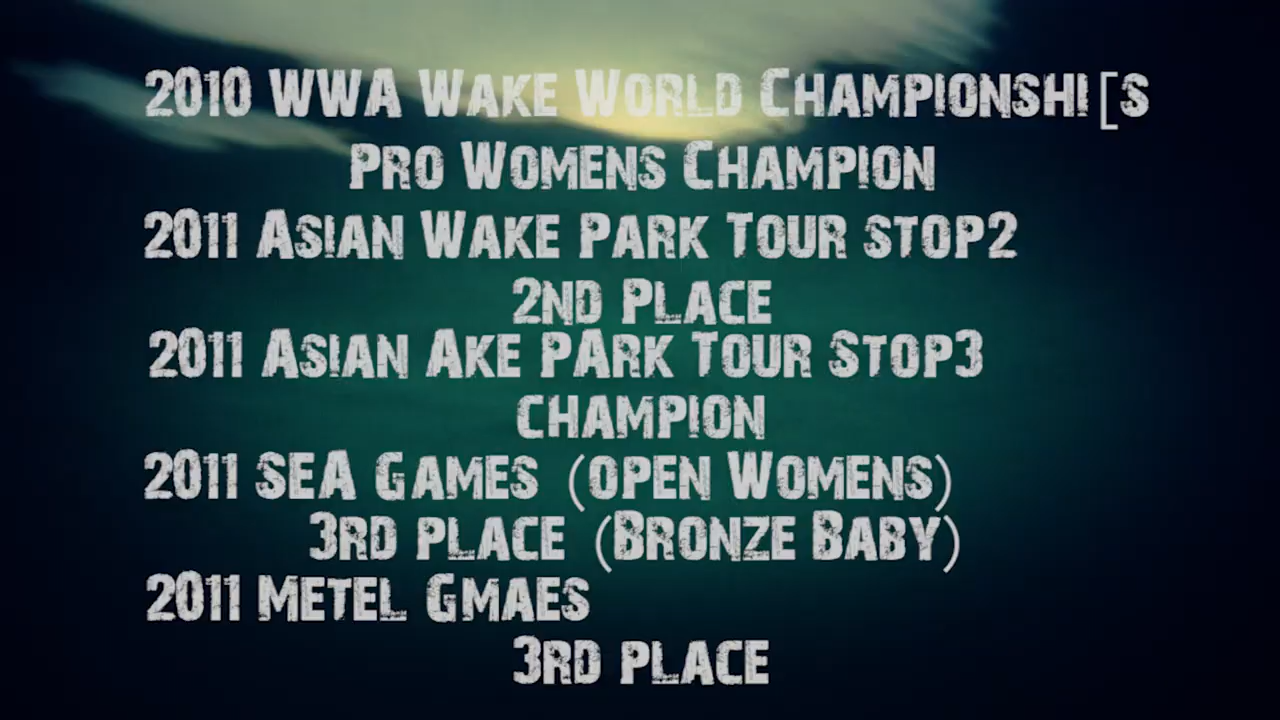 2010 WWA Wake World Championshi[s
Pro Womens Champion
2011 Asian Wake Park Tour stop2
2nd Place
2011 Asian Ake PArk Tour Stop3
champion
2011 SEA Games (open Womens)
3rd place (Bronze Baby)
2011 metel Gmaes
3rd place